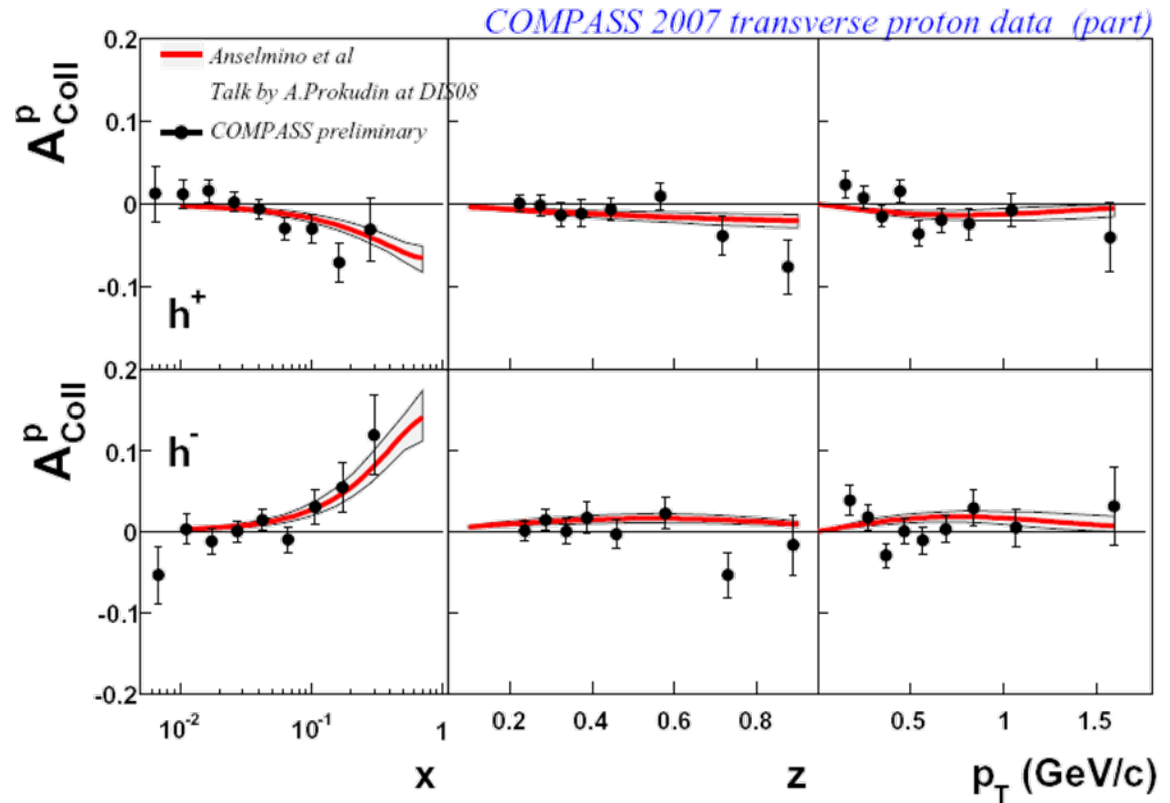 COMPASS 2007 transverse proton data (part)
Anselmino et al
Talk by A.Prokudin at DIS08
COMPASS preliminary
A^p_Coll
0.2
0.1
0
-0.1
h^+
A^p_Coll
0.2
0.1
0
-0.1
-0.2
h^-
10^-2 10^-1 1
0.2 0.4 0.6 0.8
0.5 1 1.5
x
z
p_T (GeV/c)